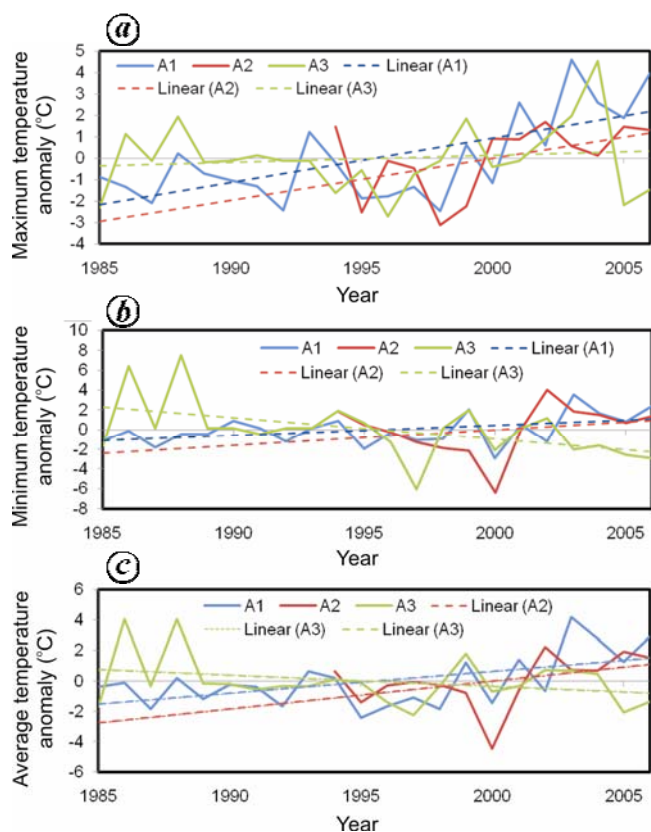 a
Maximum temperature
anomaly (°C)
5
4
3
2
1
0
-1
-2
-3
-4
A1 A2 A3 Linear (A1)
Linear (A2) Linear (A3)
1985 1990 1995 2000 2005
Year
b
Minimum temperature
anomaly (°C)
10
8
6
4
2
0
-2
-4
-6
-8
A1 A2 A3 Linear (A1)
Linear (A2) Linear (A3)
1985 1990 1995 2000 2005
Year
c
Average temperature
anomaly (°C)
6
4
2
0
-2
-4
-6
A1 A2 A3 Linear (A2)
Linear (A3) Linear (A3)
1985 1990 1995 2000 2005
Year